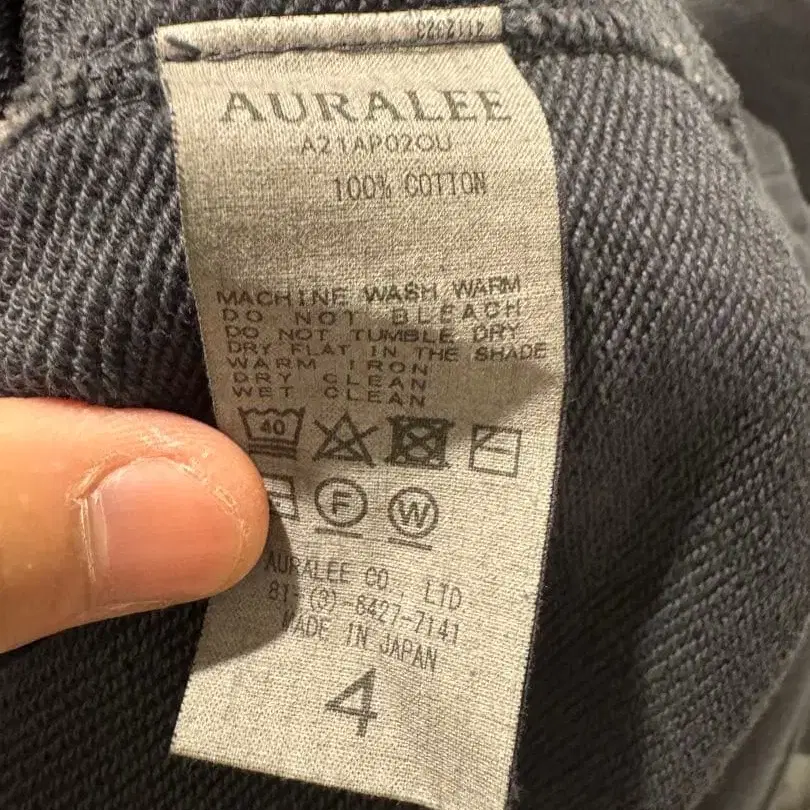 AURALEE
A21AP02OU
100% COTTON
MACHINE WASH WARM
DO NOT BLEACH
DO NOT TUMBLE DRY
DRY FLAT IN THE SHADE
WARM IRON
DRY CLEAN
WET CLEAN
40
F W
AURALEE CO., LTD.
81-(3)-6427-7141
MADE IN JAPAN
4